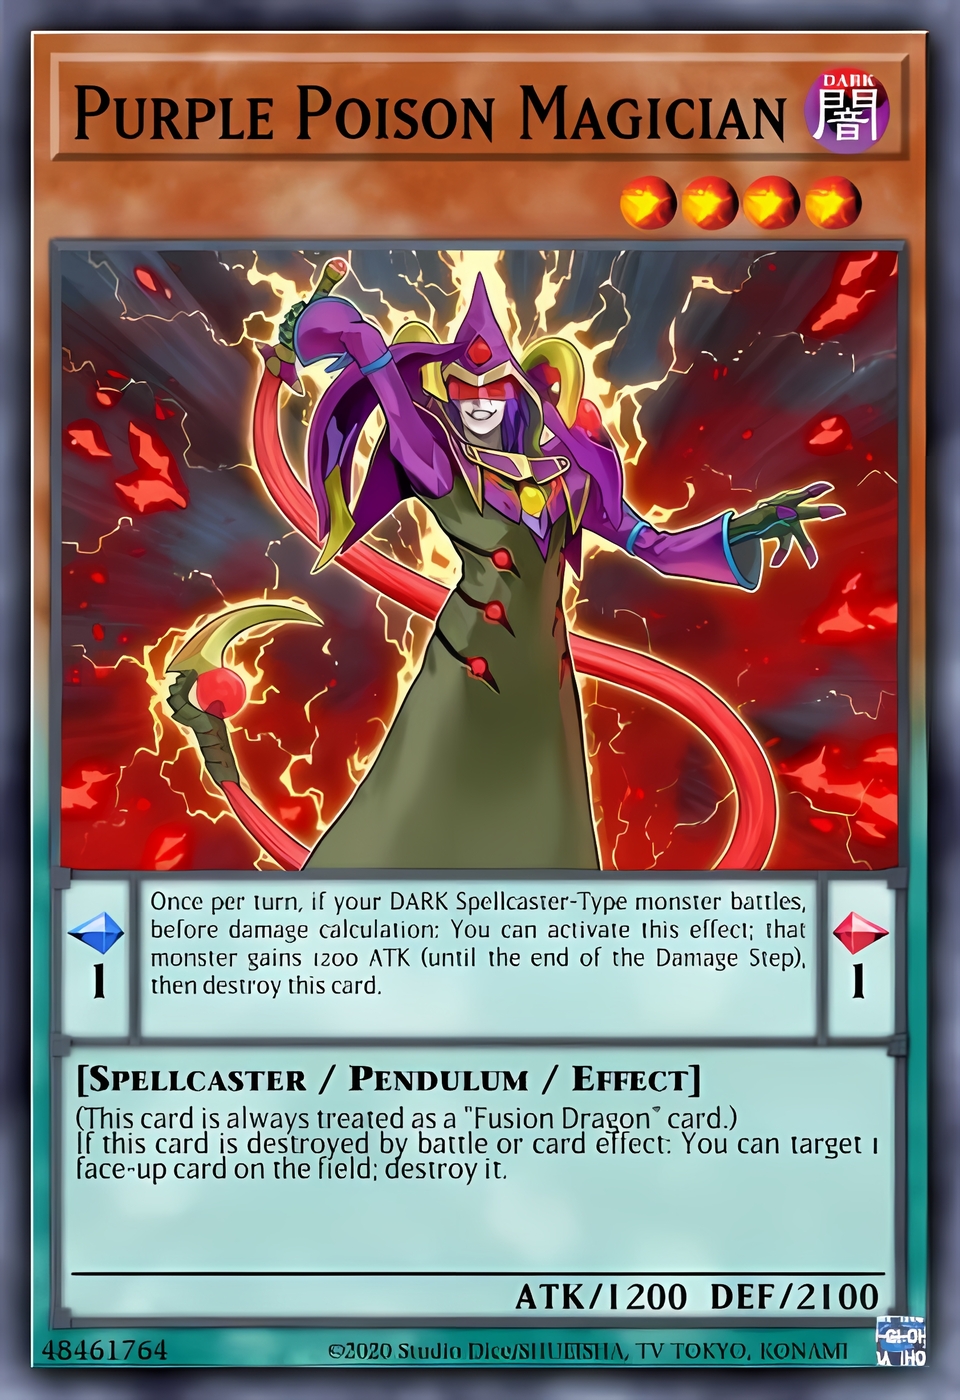 PURPLE POISON MAGICIAN
DARK
闇
Once per turn, if your DARK Spellcaster-Type monster battles,
before damage calculation: You can activate this effect; that
monster gains 1200 ATK (until the end of the Damage Step),
then destroy this card.
1
1
[SPELLCASTER / PENDULUM / EFFECT]
(This card is always treated as a "Fusion Dragon" card.)
If this card is destroyed by battle or card effect: You can target 1
face-up card on the field; destroy it.
ATK/1200 DEF/2100
48461764
©2020 Studio Dice/SHUEISHA, TV TOKYO, KONAMI